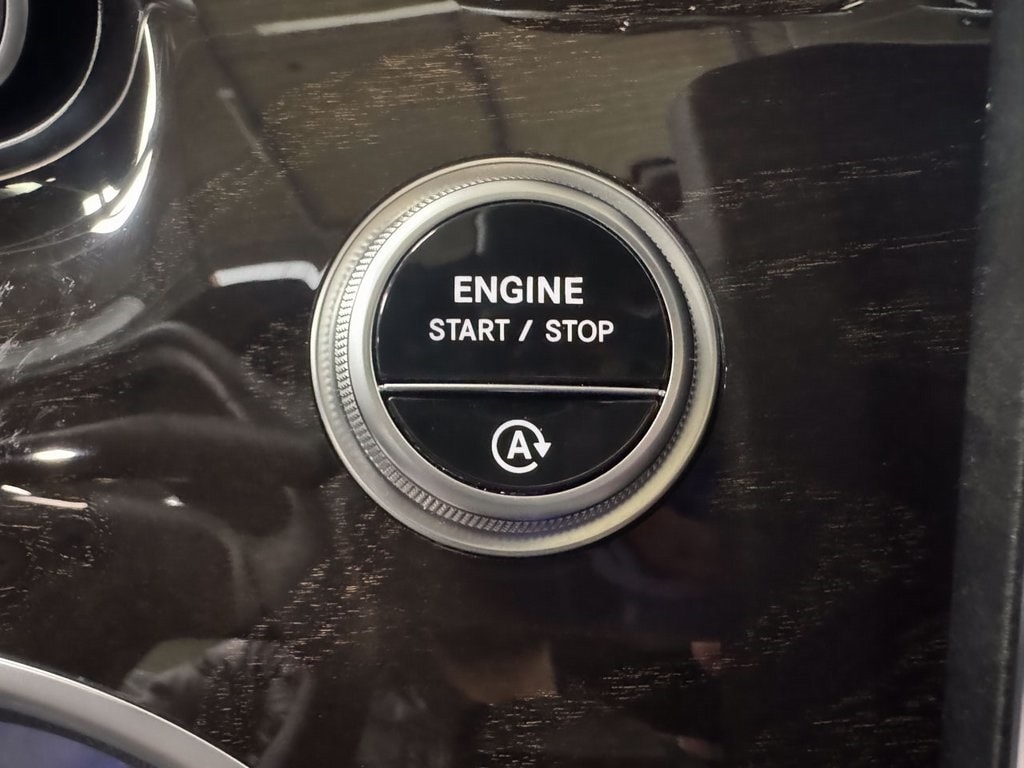 ENGINE
START / STOP
A